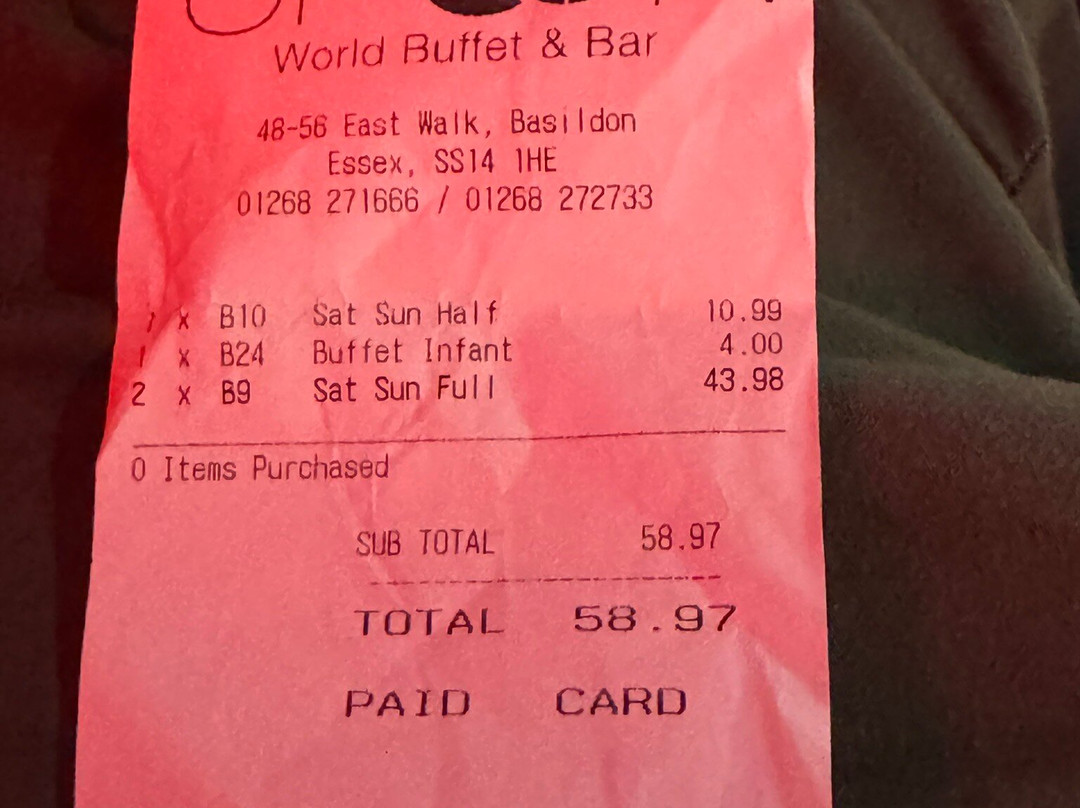 World Buffet & Bar
48-56 East Walk, Basildon
Essex, SS14 1HE
01268 271666 / 01268 272733
1 x B10 Sat Sun Half 10.99
1 x B24 Buffet Infant 4.00
2 x B9 Sat Sun Full 43.98
0 Items Purchased
SUB TOTAL 58.97
TOTAL 58.97
PAID CARD